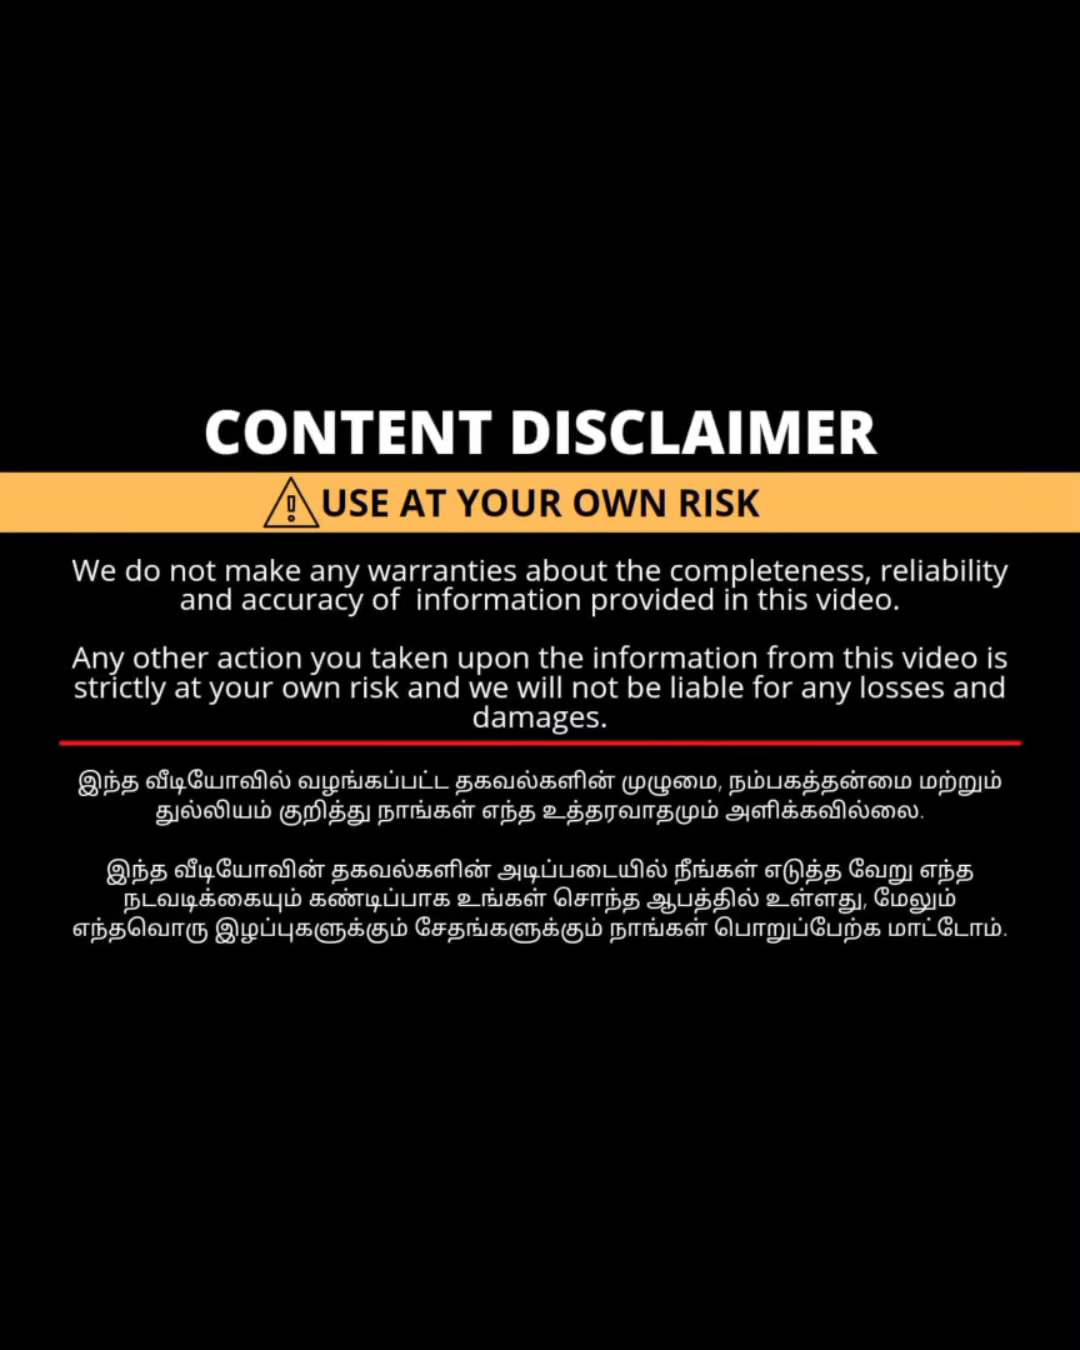 CONTENT DISCLAIMER
USE AT YOUR OWN RISK
We do not make any warranties about the completeness, reliability
and accuracy of  information provided in this video.
Any other action you taken upon the information from this video is
strictly at your own risk and we will not be liable for any losses and
damages.
இந்த வீடியோவில் வழங்கப்பட்ட தகவல்களின் முழுமை, நம்பகத்தன்மை மற்றும்
துல்லியம் குறித்து நாங்கள் எந்த உத்தரவாதமும் அளிக்கவில்லை.
இந்த வீடியோவின் தகவல்களின் அடிப்படையில் நீங்கள் எடுத்த வேறு எந்த
நடவடிக்கையும் கண்டிப்பாக உங்கள் சொந்த ஆபத்தில் உள்ளது, மேலும்
எந்தவொரு இழப்புகளுக்கும் சேதங்களுக்கும் நாங்கள் பொறுப்பேற்க மாட்டோம்.